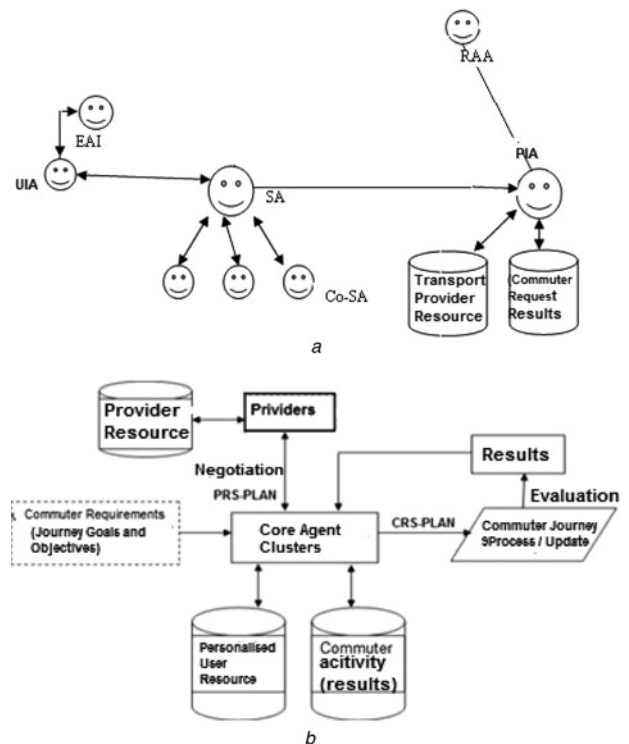 RAA
EAI
UIA
SA
PIA
Co-SA
Transport
Provider
Resource
(Commuter
Request
Results
a
Provider
Resource
Prividers
Negotiation
PRS-PLAN
Results
Evaluation
Commuter Requirements
(Journey Goals and
Objectives)
Core Agent
Clusters
CRS-PLAN
Commuter Journey
9Process / Update
Personalised
User
Resource
Commuter
acitivity
(results)
b